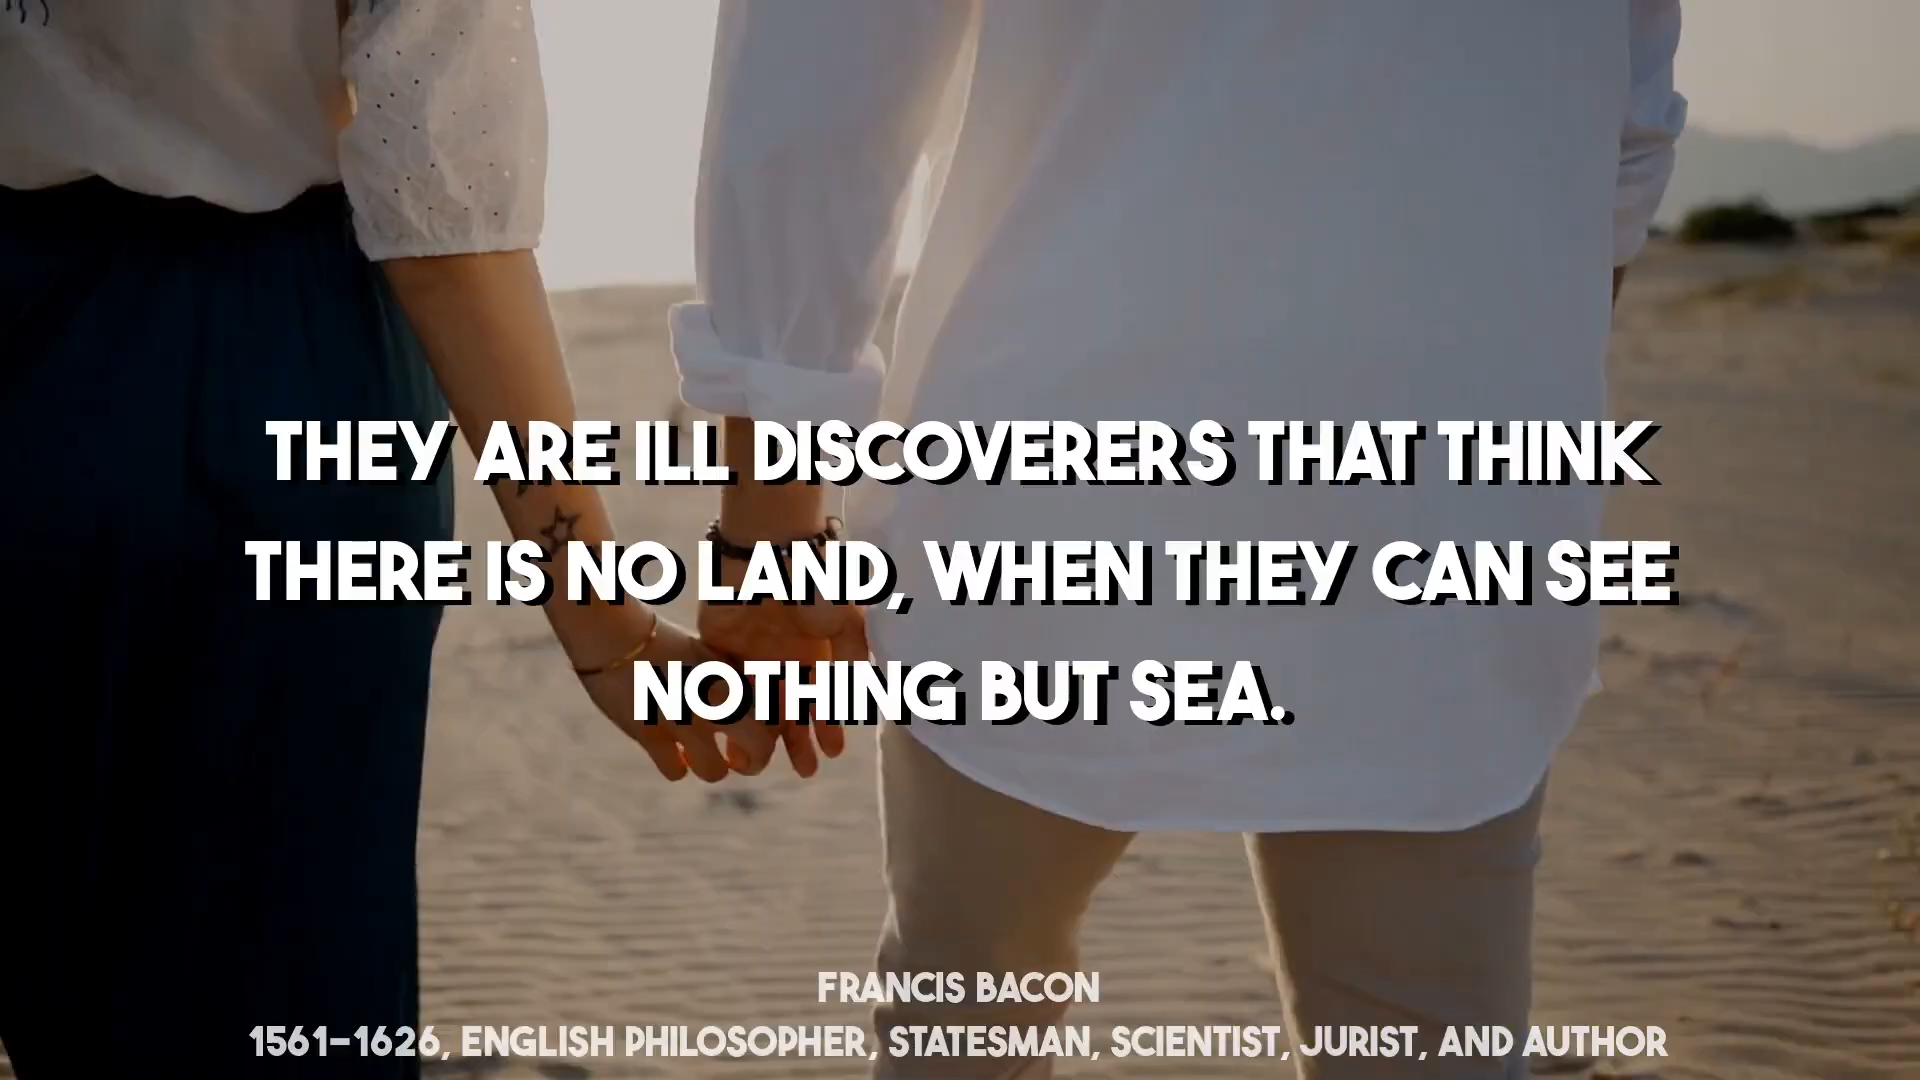 THEY ARE ILL DISCOVERERS THAT THINK
THERE IS NO LAND, WHEN THEY CAN SEE
NOTHING BUT SEA.
FRANCIS BACON
1561-1626, ENGLISH PHILOSOPHER, STATESMAN, SCIENTIST, JURIST, AND AUTHOR